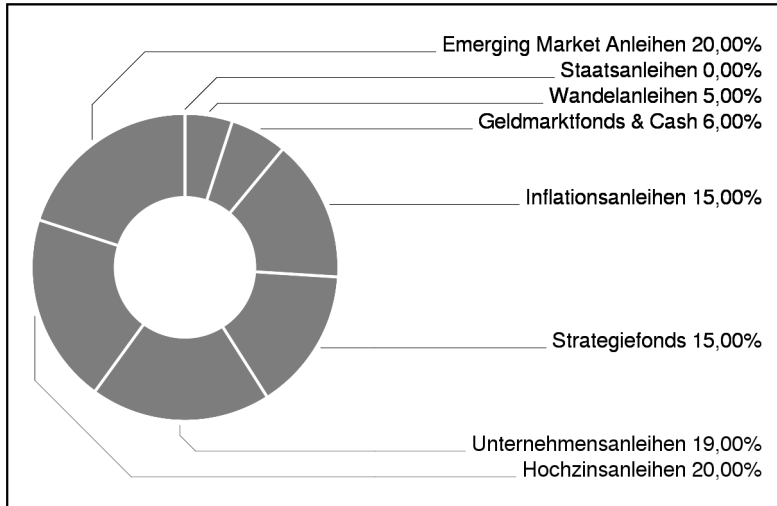 Emerging Market Anleihen 20,00%
Staatsanleihen 0,00%
Wandelanleihen 5,00%
Geldmarktfonds & Cash 6,00%
Inflationsanleihen 15,00%
Strategiefonds 15,00%
Unternehmensanleihen 19,00%
Hochzinsanleihen 20,00%